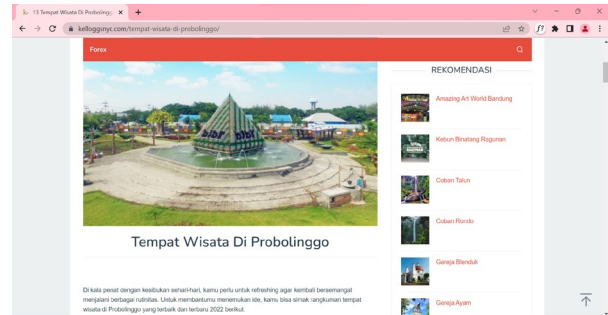 13 Tempat Wisata Di Probolinggo
kellogginyc.com/tempat-wisata-di-probolinggo/
Forex
REKOMENDASI
Amazing Art World Bandung
Kebun Binatang Ragunan
Coban Talun
Coban Rondo
Gereja Blenduk
Gereja Ayam
Tempat Wisata Di Probolinggo
Di kala penat dengan kesibukan sehari-hari, kamu perlu untuk refreshing agar kembali bersemangat
menjalani berbagai rutinitas. Untuk membantumu menemukan ide, kamu bisa simak rangkuman tempat
wisata di Probolinggo yang terbaik dan terbaru 2022 berikut.